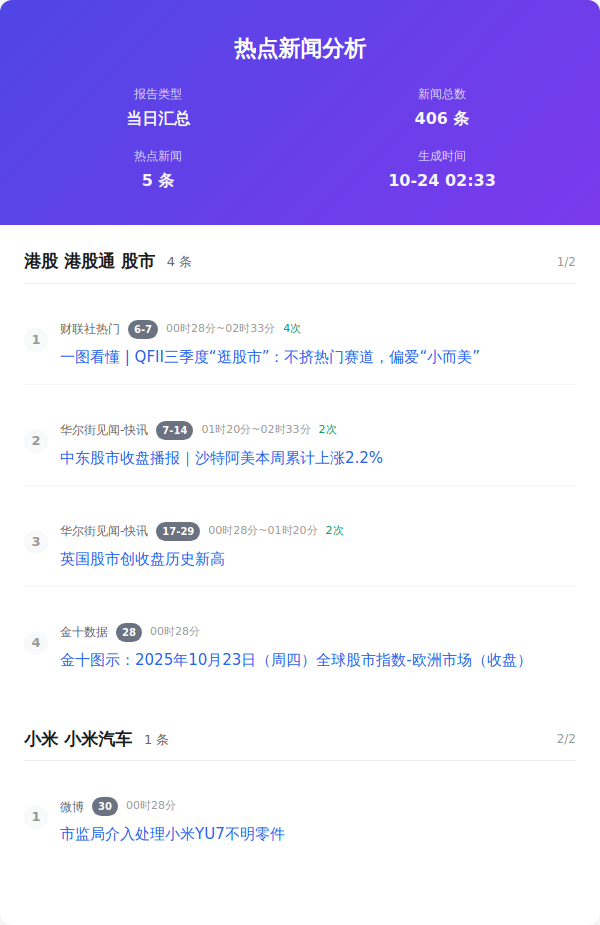 热点新闻分析
报告类型 新闻总数
当日汇总 406 条
热点新闻 生成时间
5 条 10-24 02:33
港股 港股通 股市 4 条 1/2
1 财联社热门 6-7 00时28分~02时33分 4次
一图看懂 | QFII三季度“逛股市”：不挤热门赛道，偏爱“小而美”
2 华尔街见闻-快讯 7-14 01时20分~02时33分 2次
中东股市收盘播报｜沙特阿美本周累计上涨2.2%
3 华尔街见闻-快讯 17-29 00时28分~01时20分 2次
英国股市创收盘历史新高
4 金十数据 28 00时28分
金十图示：2025年10月23日（周四）全球股市指数-欧洲市场（收盘）
小米 小米汽车 1 条 2/2
1 微博 30 00时28分
市监局介入处理小米YU7不明零件